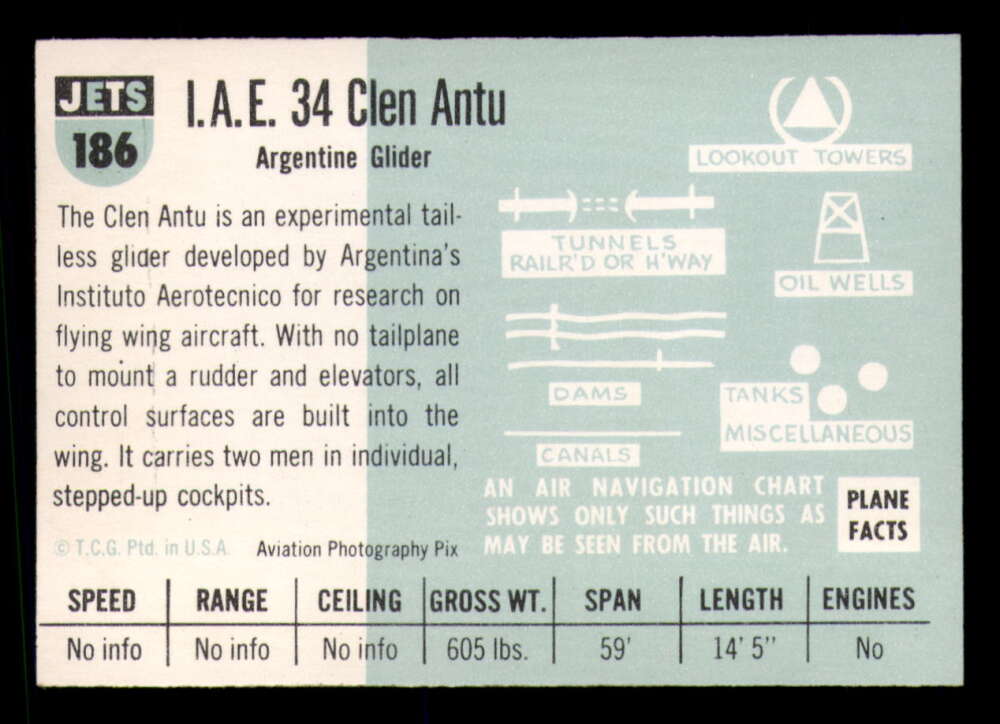 JETS
186
I.A.E. 34 Clen Antu
Argentine Glider
The Clen Antu is an experimental tail-
less glider developed by Argentina's
Instituto Aerotecnico for research on
flying wing aircraft. With no tailplane
to mount a rudder and elevators, all
control surfaces are built into the
wing. It carries two men in individual,
stepped-up cockpits.
© T.C.G. Ptd. in U.S.A. Aviation Photography Pix
LOOKOUT TOWERS
TUNNELS
RAILR'D OR H'WAY
OIL WELLS
DAMS
TANKS
MISCELLANEOUS
CANALS
AN AIR NAVIGATION CHART
SHOWS ONLY SUCH THINGS AS
MAY BE SEEN FROM THE AIR.
PLANE
FACTS
SPEED RANGE CEILING GROSS WT. SPAN LENGTH ENGINES
No info No info No info 605 lbs. 59' 14' 5" No